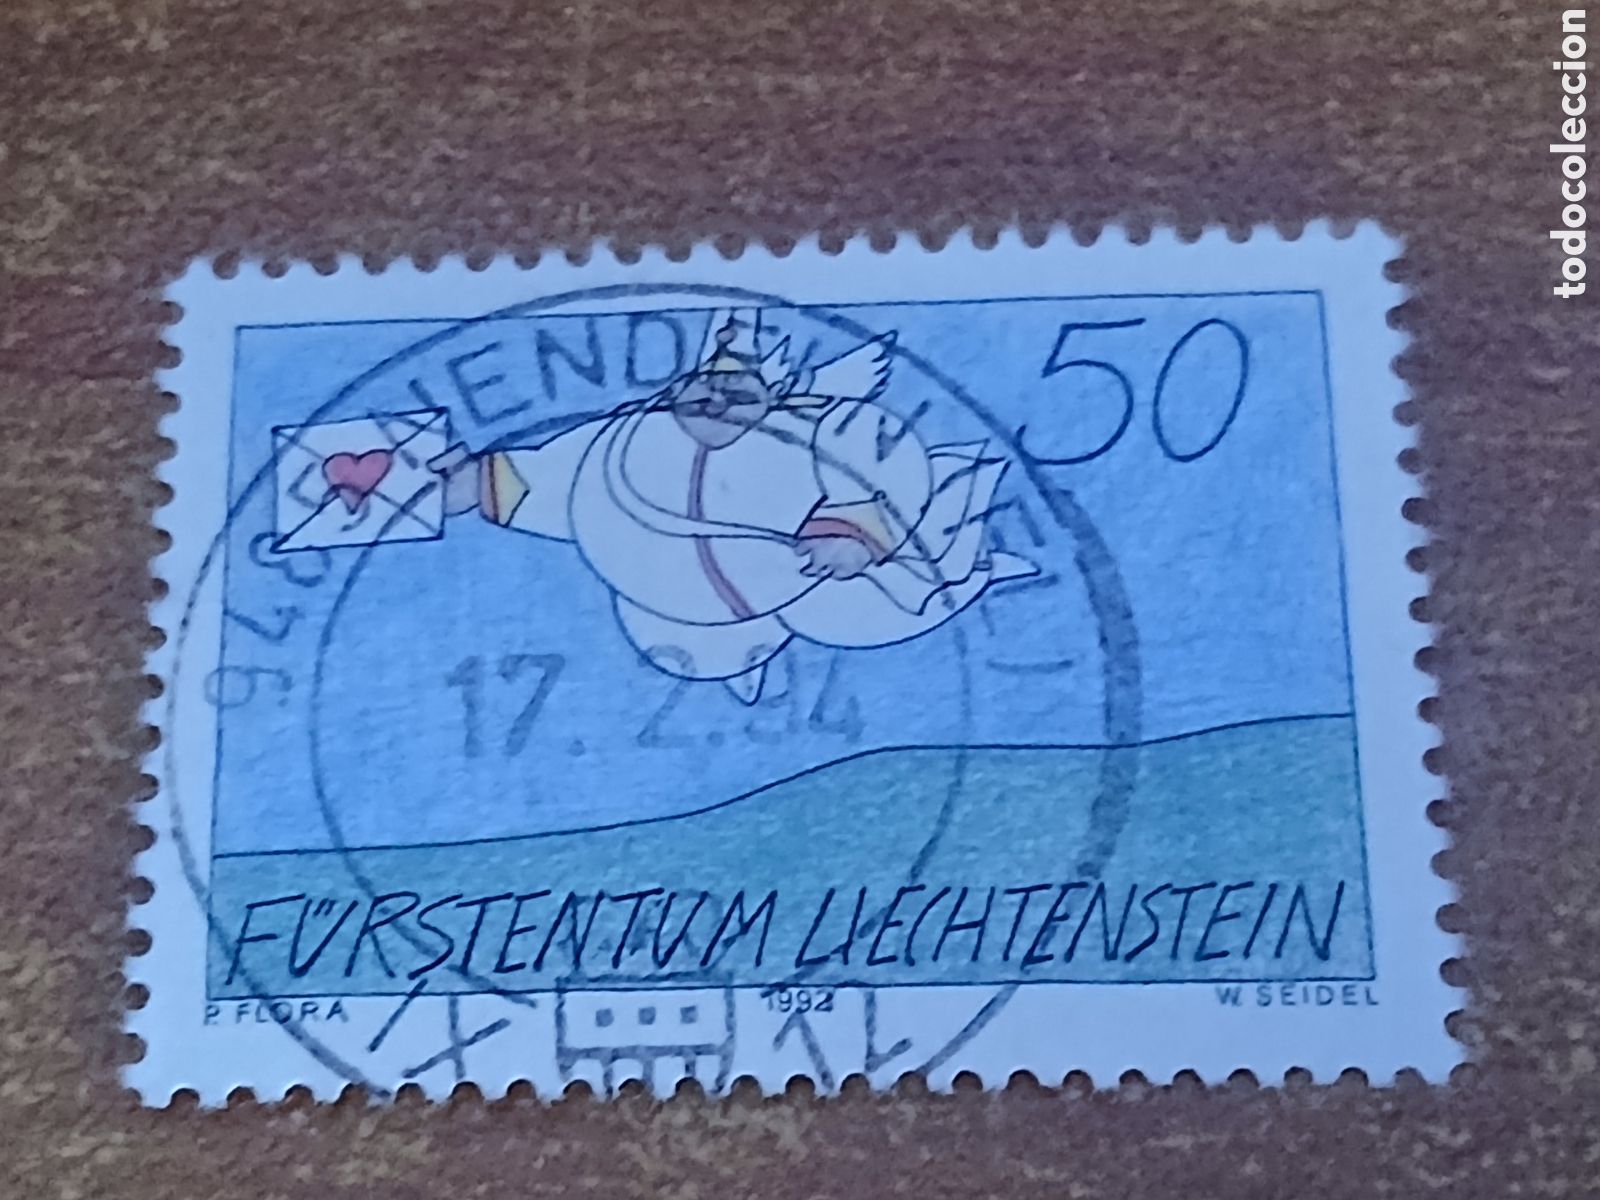 todocoleccion
50
17. 2.94
FÜRSTENTUM LIECHTENSTEIN
P. FLORA 1992 W. SEIDEL